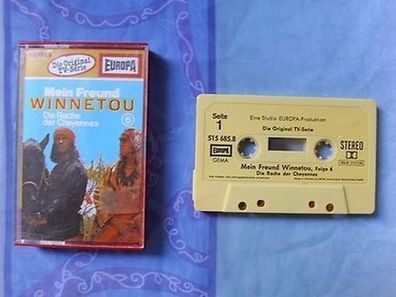 Die Original
TV-Serie
EUROPA
Mein Freund
WINNETOU
Die Rache
der Cheyennes
6
Seite
1
515 685.8
EUROPA
GEMA
Eine Studio EUROPA-Produktion
Die Original TV-Serie
STEREO
Mein Freund Winnetou, Folge 6
Die Rache der Cheyennes